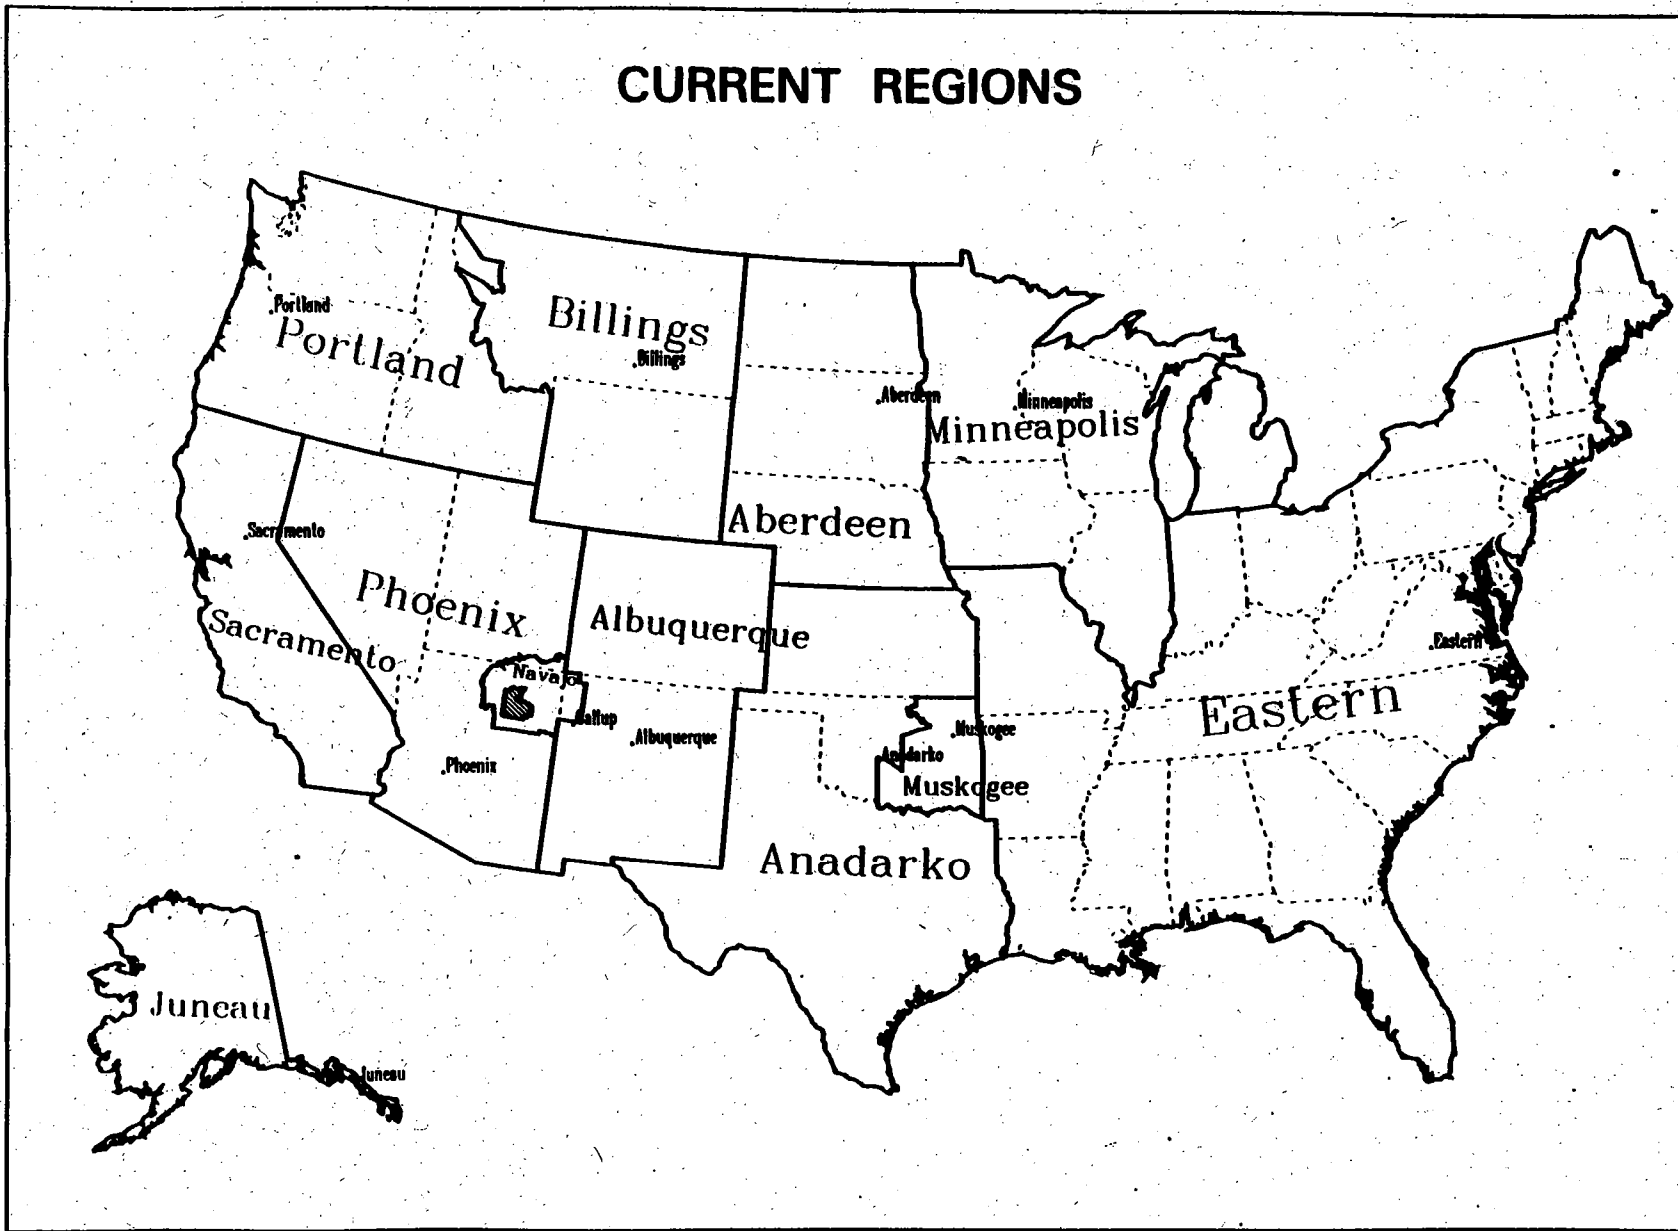 CURRENT REGIONS
Portland
Portland
Billings
Billings
Aberdeen
Minneapolis
Minneapolis
Aberdeen
Sacramento
Phoenix
Albuquerque
Sacramento
Eastern
Navajo
Eastern
Gallup
Albuquerque
Muskogee
Anadarko
Phoenix
Muskogee
Anadarko
Juneau
Juneau